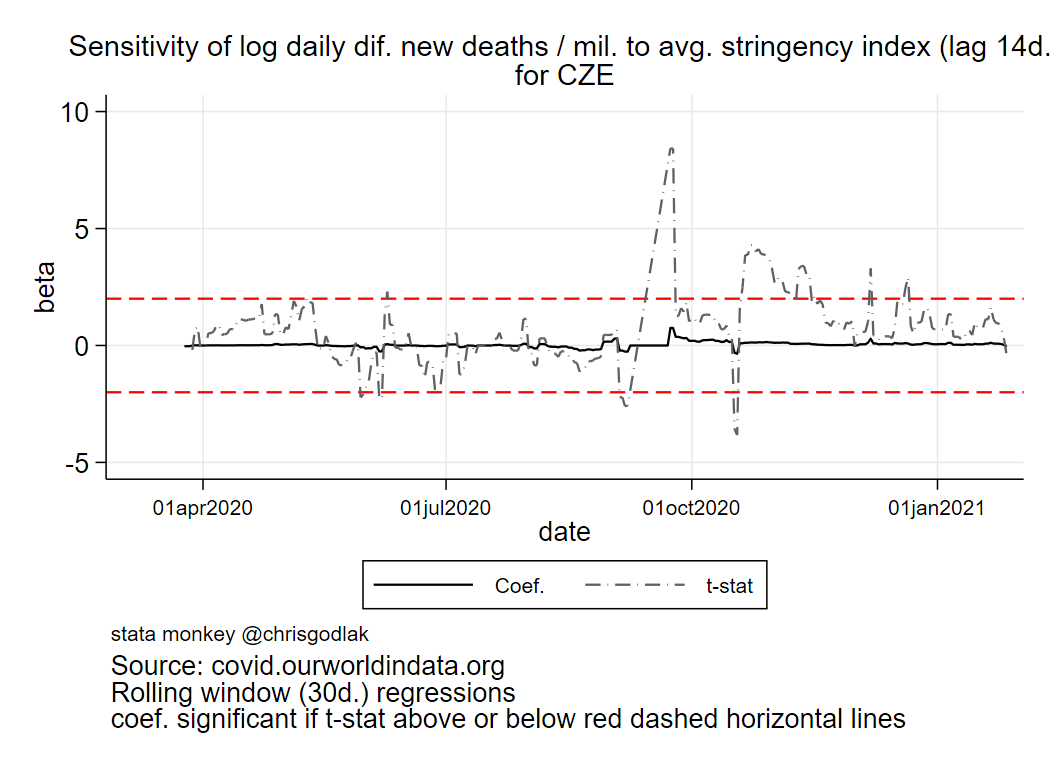 Sensitivity of log daily dif. new deaths / mil. to avg. stringency index (lag 14d.
for CZE
10
5
0
-5
beta
01apr2020 01jul2020 01oct2020 01jan2021
date
Coef. t-stat
stata monkey @chrisgodlak
Source: covid.ourworldindata.org
Rolling window (30d.) regressions
coef. significant if t-stat above or below red dashed horizontal lines